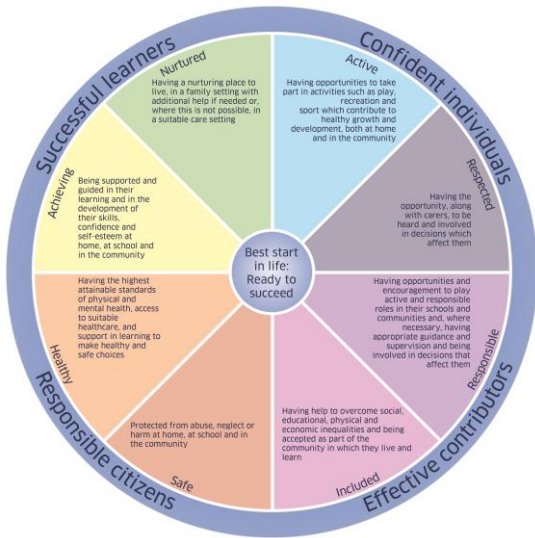 Successful learners
Confident individuals
Nurtured
Having a nurturing place to
live, in a family setting with
additional help if needed or,
where this is not possible, in
a suitable care setting
Active
Having opportunities to take
part in activities such as play,
recreation and
sport which contribute to
healthy growth and
development, both at home
and in the community
Achieving
Being supported and
guided in their
learning and in the
development of
their skills,
confidence and
self-esteem at
home, at school and
in the community
Respected
Having the
opportunity, along
with carers, to be
heard and involved
in decisions which
affect them
Best start
in life:
Ready to
succeed
Healthy
Having the highest
attainable standards
of physical and
mental health, access
to suitable
healthcare, and
support in learning to
make healthy and
safe choices
Responsible
Having opportunities and
encouragement to play
active and responsible
roles in their schools and
communities and, where
necessary, having
appropriate guidance and
supervision and being
involved in decisions that
affect them
Protected from abuse, neglect or
harm at home, at school and in
the community
Safe
Having help to overcome social,
educational, physical and
economic inequalities and being
accepted as part of the
community in which they live and
learn
Included
Responsible citizens
Effective contributors